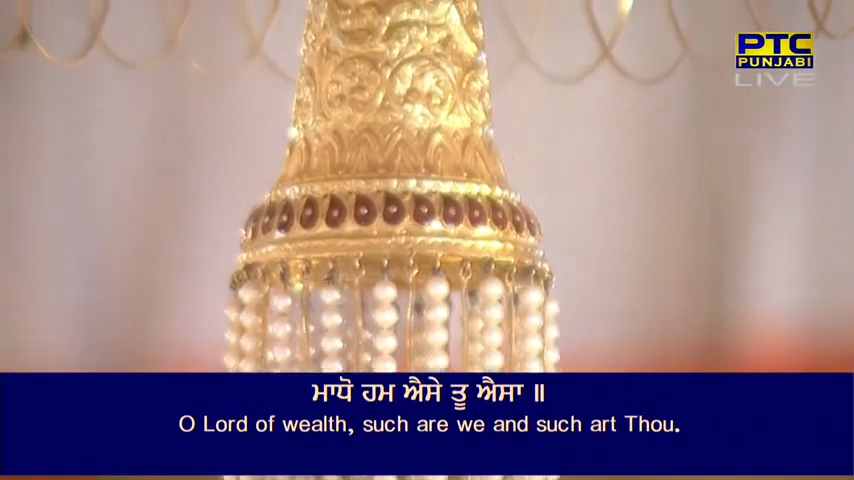 PTC
PUNJABI
LIVE
ਮਾਧੋ ਹਮ ਐਸੇ ਤੂ ਐਸਾ ॥
O Lord of wealth, such are we and such art Thou.